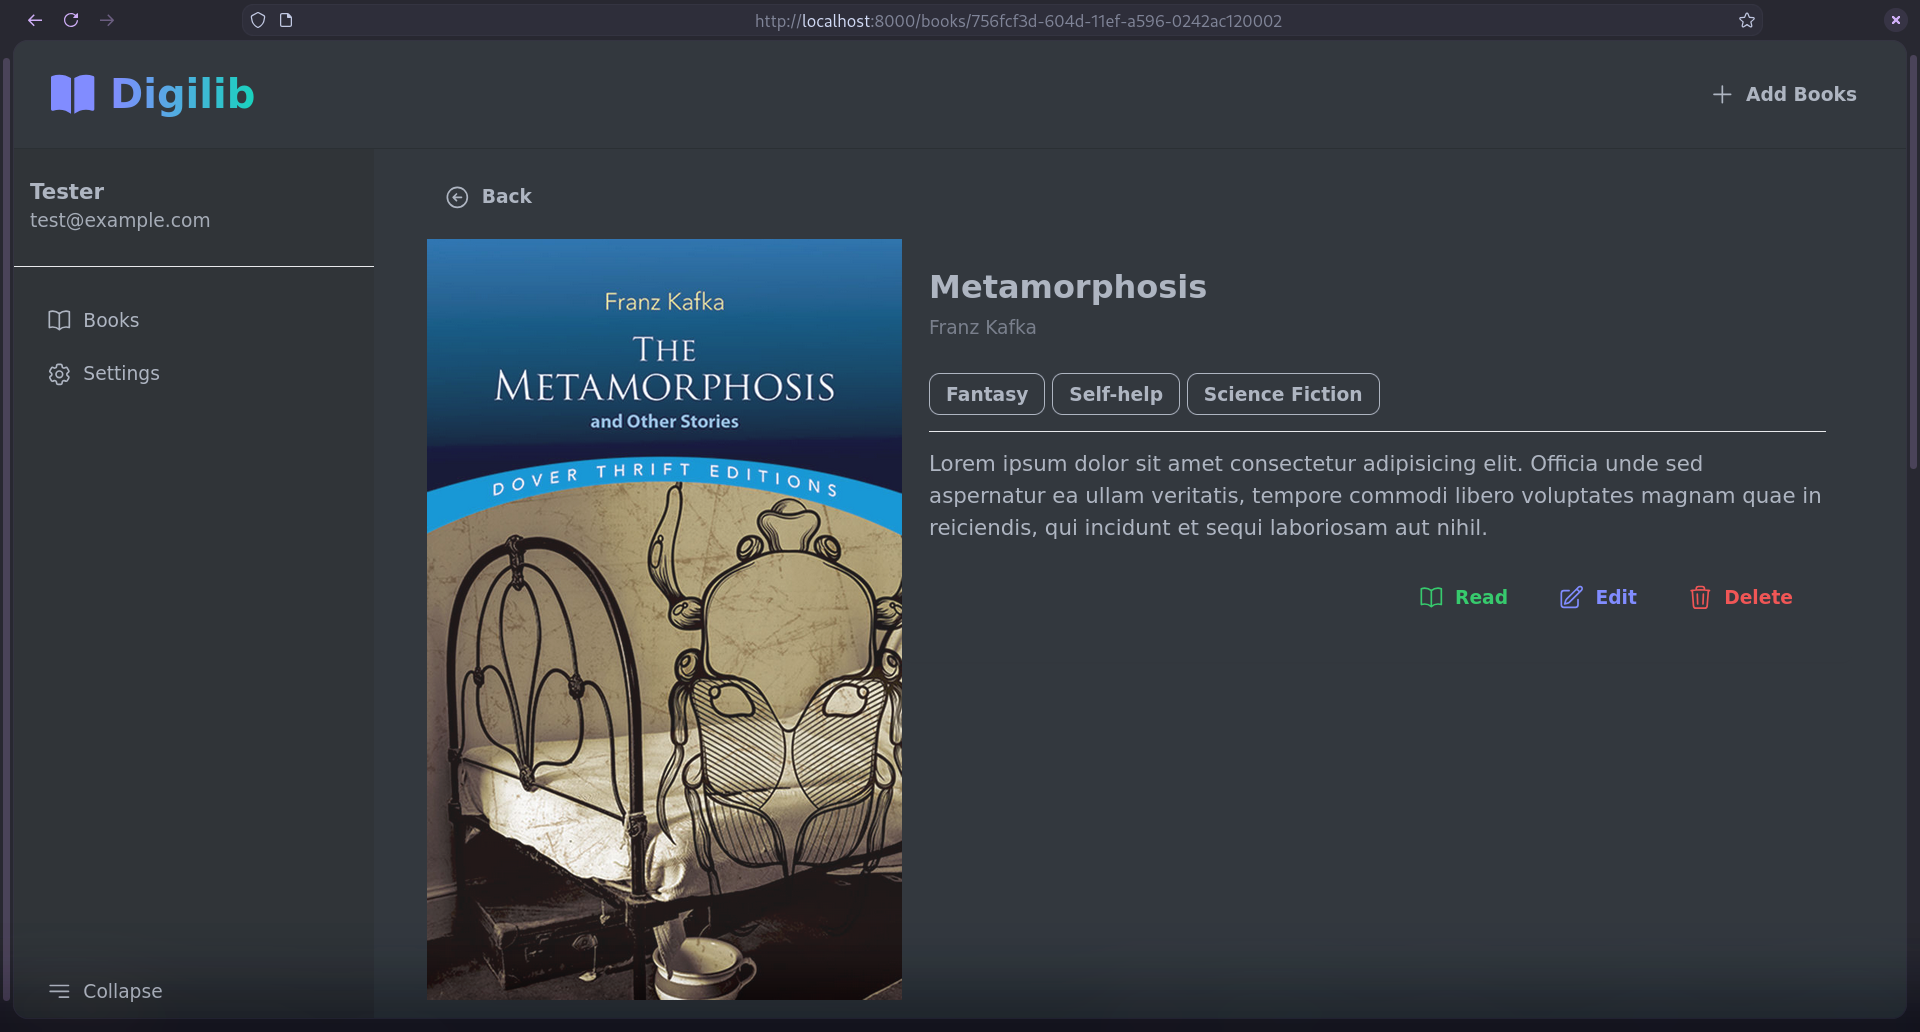 http://localhost:8000/books/756fcf3d-604d-11ef-a596-0242ac120002
Digilib
Add Books
Tester
test@example.com
Books
Settings
Collapse
Back
Franz Kafka
THE
METAMORPHOSIS
and Other Stories
DOVER THRIFT EDITIONS
Metamorphosis
Franz Kafka
Fantasy
Self-help
Science Fiction
Lorem ipsum dolor sit amet consectetur adipisicing elit. Officia unde sed
aspernatur ea ullam veritatis, tempore commodi libero voluptates magnam quae in
reiciendis, qui incidunt et sequi laboriosam aut nihil.
Read
Edit
Delete